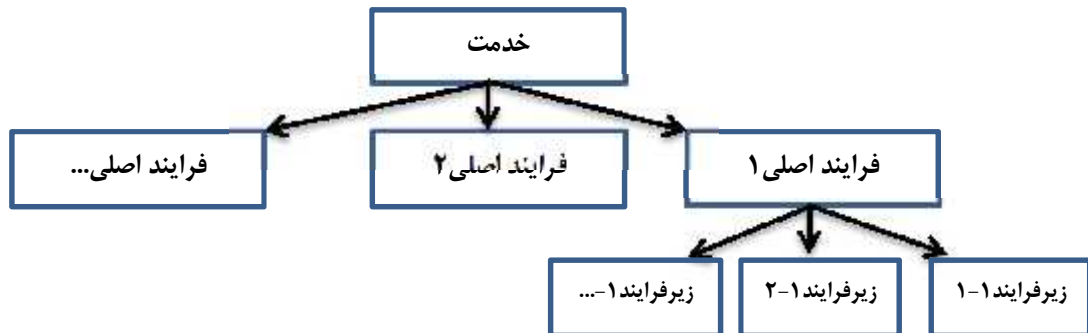 خدمت
فرایند اصلی۱
فرایند اصلی۲
فرایند اصلی...
زیرفرایند۱-۱
زیرفرایند۱-۲
زیرفرایند۱-...